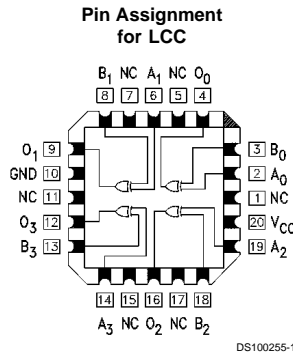 Pin Assignment
for LCC
B1 NC A1 NC O0
8 7 6 5 4
O1 9
GND 10
NC 11
O3 12
B3 13
3 B0
2 A0
1 NC
20 VCC
19 A2
14 15 16 17 18
A3 NC O2 NC B2
DS100255-1